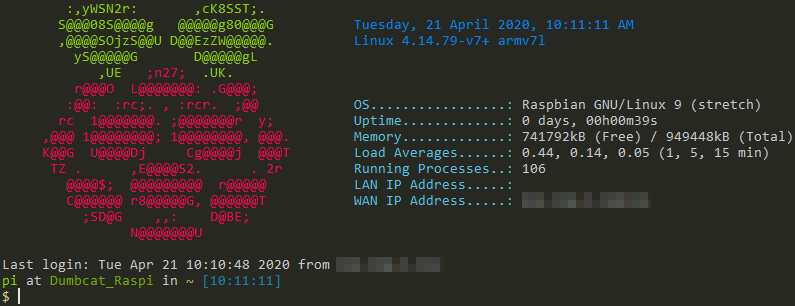 :,yWSN2r:       ,cK8SST;.
S@@@08S@@@@g   @@@@@g80@@@G
,@@@@SOjzS@@U D@@EzZW@@@@@.
yS@@@@@G        D@@@@@gL
,UE   ;n27;  .UK.
r@@@O  L@@@@@@@: .G@@@;
:@@:  :rc;. , :rcr.  ;@@
rc  1@@@@@@@. ;@@@@@@@r  y;
,@@@ 1@@@@@@@@; 1@@@@@@@@, @@@.
K@@G  U@@@@Dj     Cg@@@@j  @@@T
TZ .      ,E@@@@S2.      . 2r
@@@@$;  @@@@@@@@@  r@@@@@
C@@@@@@ r8@@@@@G, @@@@@@T
;SD@G    ,,:    D@BE;
N@@@@@@@U
Tuesday, 21 April 2020, 10:11:11 AM
Linux 4.14.79-v7+ armv7l
OS.................: Raspbian GNU/Linux 9 (stretch)
Uptime.............: 0 days, 00h00m39s
Memory.............: 741792kB (Free) / 949448kB (Total)
Load Averages......: 0.44, 0.14, 0.05 (1, 5, 15 min)
Running Processes..: 106
LAN IP Address.....:
WAN IP Address.....:
Last login: Tue Apr 21 10:10:48 2020 from
pi at Dumbcat_Raspi in ~ [10:11:11]
$